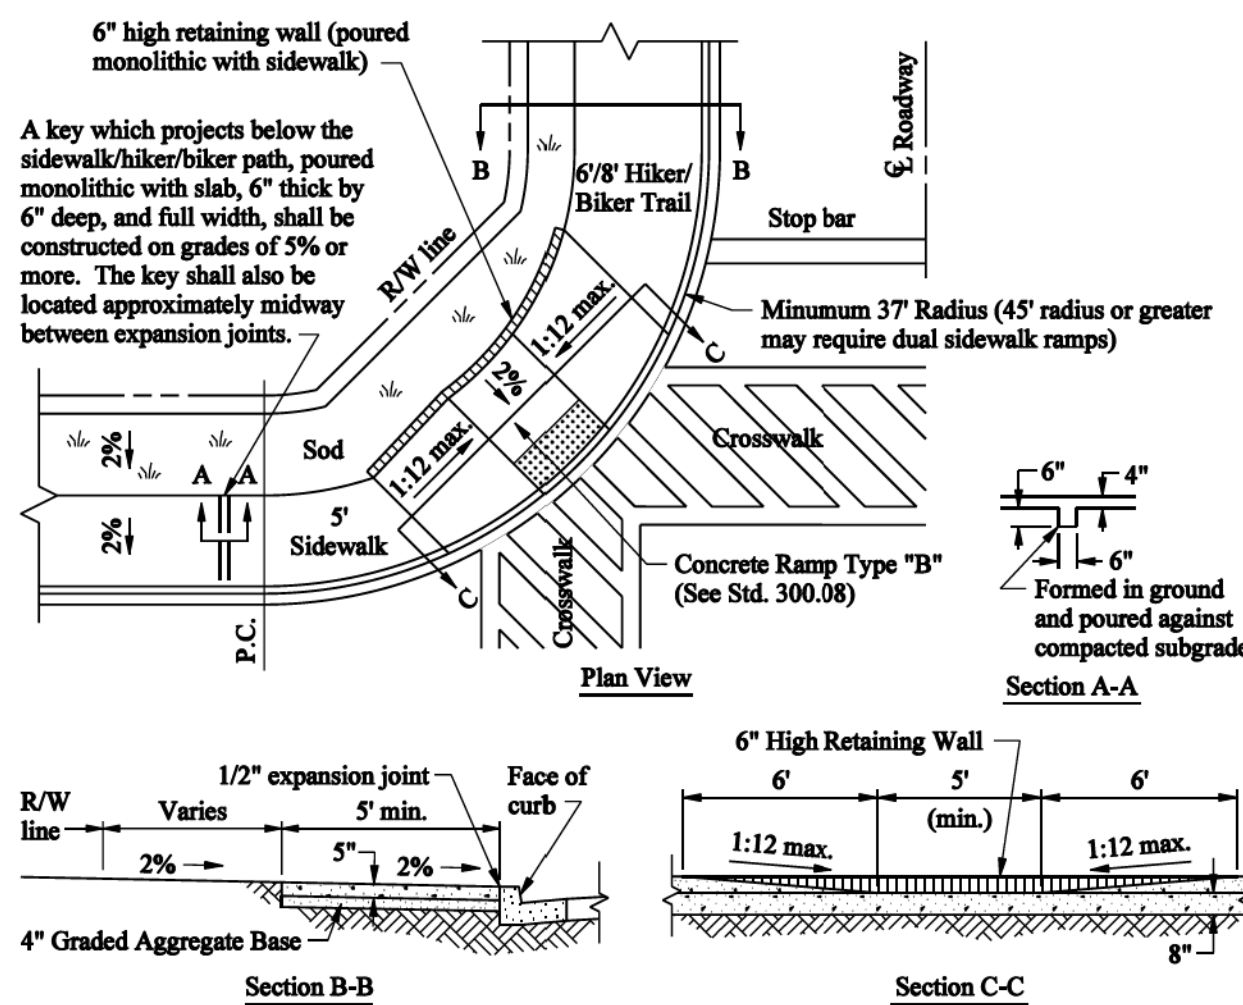 6" high retaining wall (poured
monolithic with sidewalk)
A key which projects below the
sidewalk/hiker/biker path, poured
monolithic with slab, 6" thick by
6" deep, and full width, shall be
constructed on grades of 5% or
more. The key shall also be
located approximately midway
between expansion joints.
R/W line
B
B
6'/8' Hiker/
Biker Trail
℄ Roadway
Stop bar
Minumum 37' Radius (45' radius or greater
may require dual sidewalk ramps)
1:12 max.
C
2%
Crosswalk
2%
Sod
A
A
1:12 max.
2%
5'
Sidewalk
C
Crosswalk
Concrete Ramp Type "B"
(See Std. 300.08)
P.C.
Plan View
6"
4"
6"
Formed in ground
and poured against
compacted subgrade
Section A-A
1/2" expansion joint
Face of
curb
R/W
line
Varies
5' min.
2%
5"
2%
4" Graded Aggregate Base
Section B-B
6" High Retaining Wall
6'
5'
6'
(min.)
1:12 max.
1:12 max.
8"
Section C-C